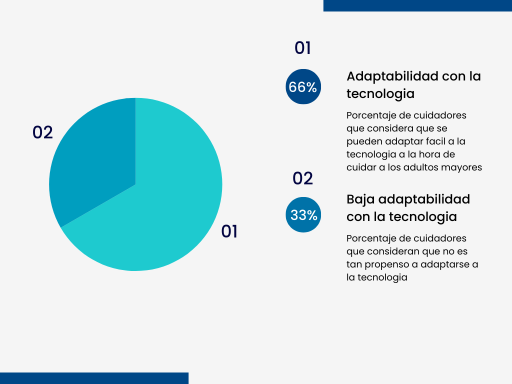 01
66%
Adaptabilidad con la
tecnologia
Porcentaje de cuidadores
que considera que se
pueden adaptar facil a la
tecnologia a la hora de
cuidar a los adultos mayores
02
33%
Baja adaptabilidad
con la tecnologia
Porcentaje de cuidadores
que consideran que no es
tan propenso a adaptarse a
la tecnologia
02
01